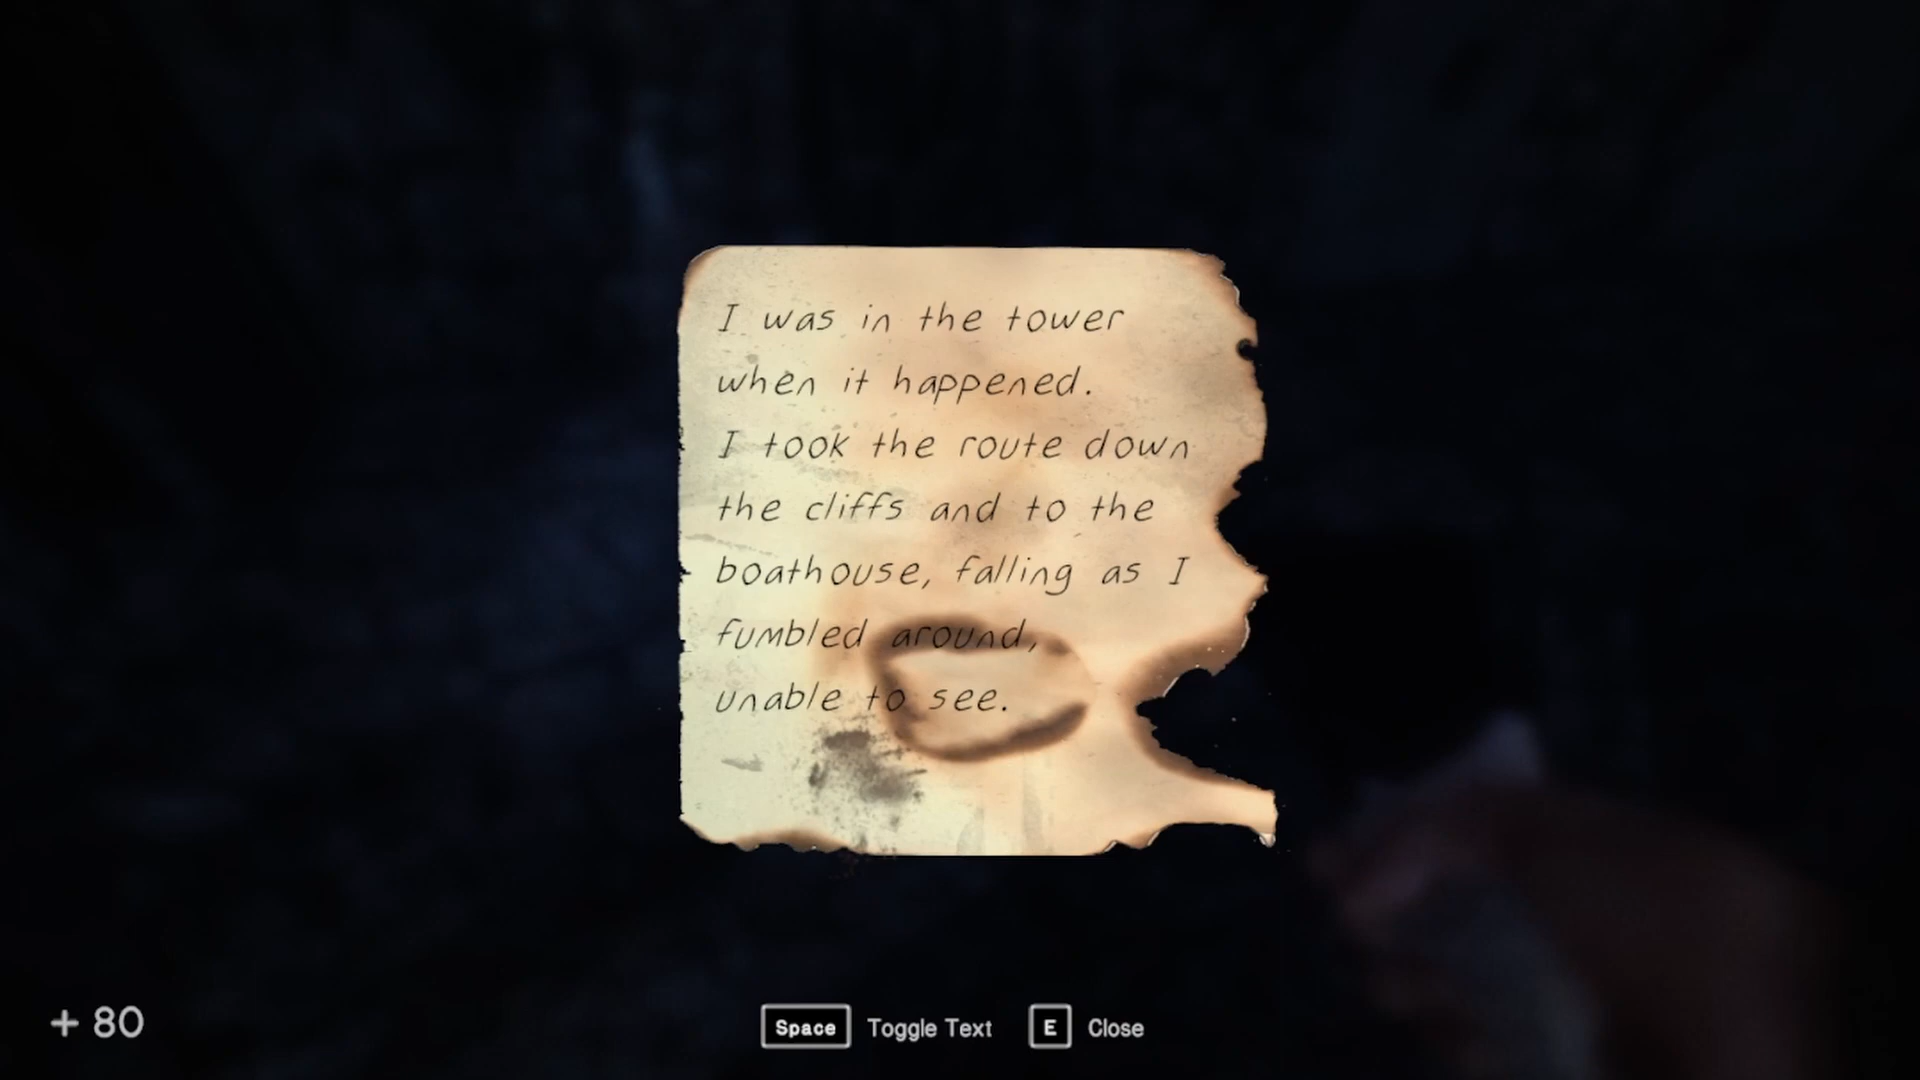 I was in the tower
when it happened.
I took the route down
the cliffs and to the
boathouse, falling as I
fumbled around,
unable to see.
+ 80
Space Toggle Text E Close